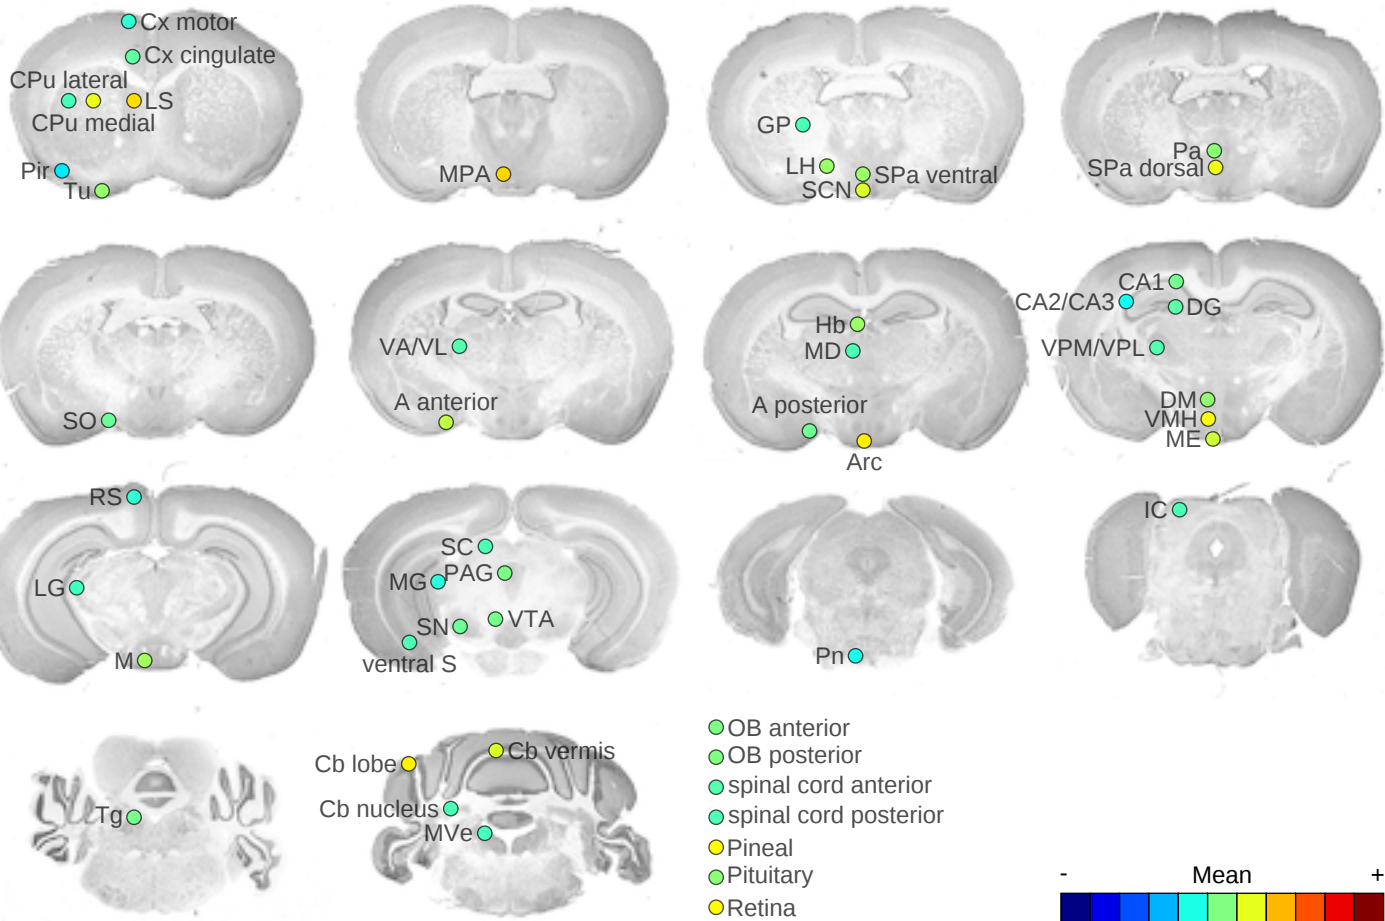 Cx motor
Cx cingulate
CPu lateral
LS
CPu medial
Pir
Tu
MPA
GP
LH
SPa ventral
SCN
Pa
SPa dorsal
SO
VA/VL
A anterior
Hb
MD
A posterior
Arc
CA1
CA2/CA3
DG
VPM/VPL
DM
VMH
ME
RS
LG
M
SC
MG
PAG
SN
VTA
ventral S
Pn
IC
Tg
Cb lobe
Cb vermis
Cb nucleus
MVe
OB anterior
OB posterior
spinal cord anterior
spinal cord posterior
Pineal
Pituitary
Retina
- Mean +